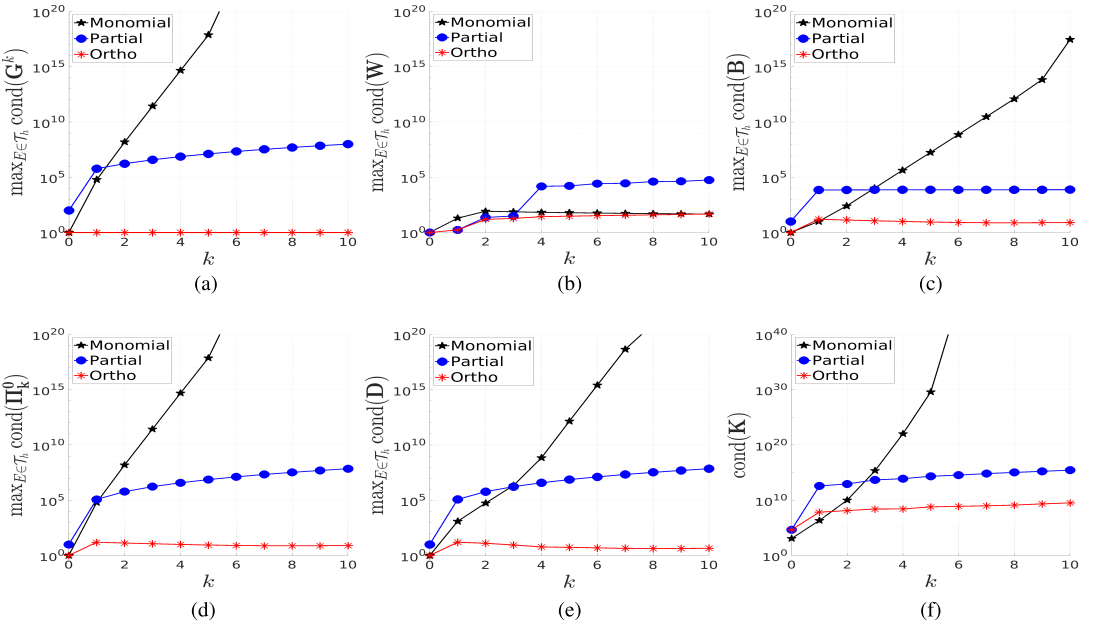 10^20
10^15
10^10
10^5
10^0
max_{E∈𝒯_h} cond(G^k)
Monomial
Partial
Ortho
0 2 4 6 8 10
k
(a)
10^20
10^15
10^10
10^5
10^0
max_{E∈𝒯_h} cond(W)
Monomial
Partial
Ortho
0 2 4 6 8 10
k
(b)
10^20
10^15
10^10
10^5
10^0
max_{E∈𝒯_h} cond(B)
Monomial
Partial
Ortho
0 2 4 6 8 10
k
(c)
10^20
10^15
10^10
10^5
10^0
max_{E∈𝒯_h} cond(Π^0_k)
Monomial
Partial
Ortho
0 2 4 6 8 10
k
(d)
10^20
10^15
10^10
10^5
10^0
max_{E∈𝒯_h} cond(D)
Monomial
Partial
Ortho
0 2 4 6 8 10
k
(e)
10^40
10^30
10^20
10^10
10^0
cond(K)
Monomial
Partial
Ortho
0 2 4 6 8 10
k
(f)